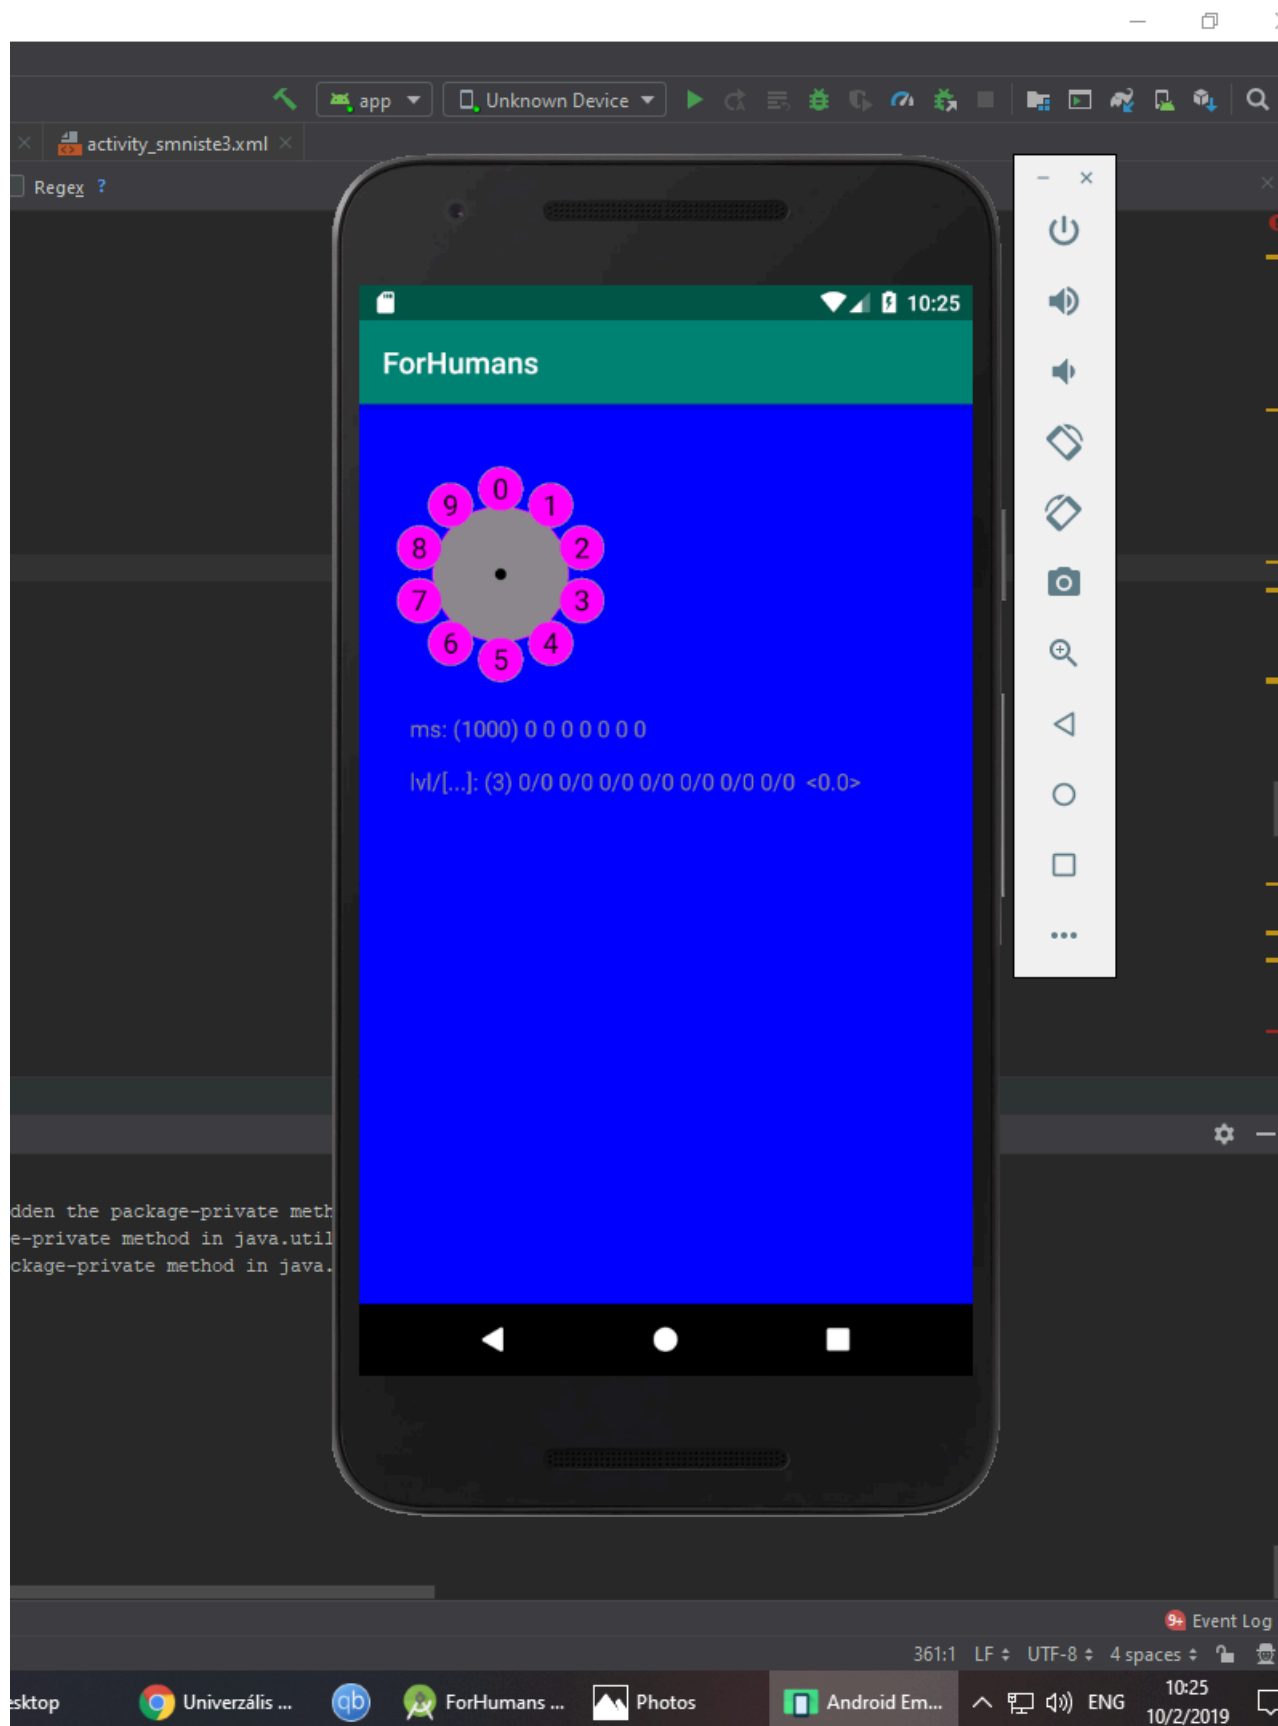 app
Unknown Device
activity_smniste3.xml
Regex ?
10:25
ForHumans
0
1
2
3
4
5
6
7
8
9
ms: (1000) 0 0 0 0 0 0 0
lvl/[...]: (3) 0/0 0/0 0/0 0/0 0/0 0/0 0/0 <0.0>
dden the package-private meth
e-private method in java.util
ckage-private method in java.
9+ Event Log
361:1 LF UTF-8 4 spaces
esktop
Univerzális ...
qb
ForHumans ...
Photos
Android Em...
ENG
10:25
10/2/2019